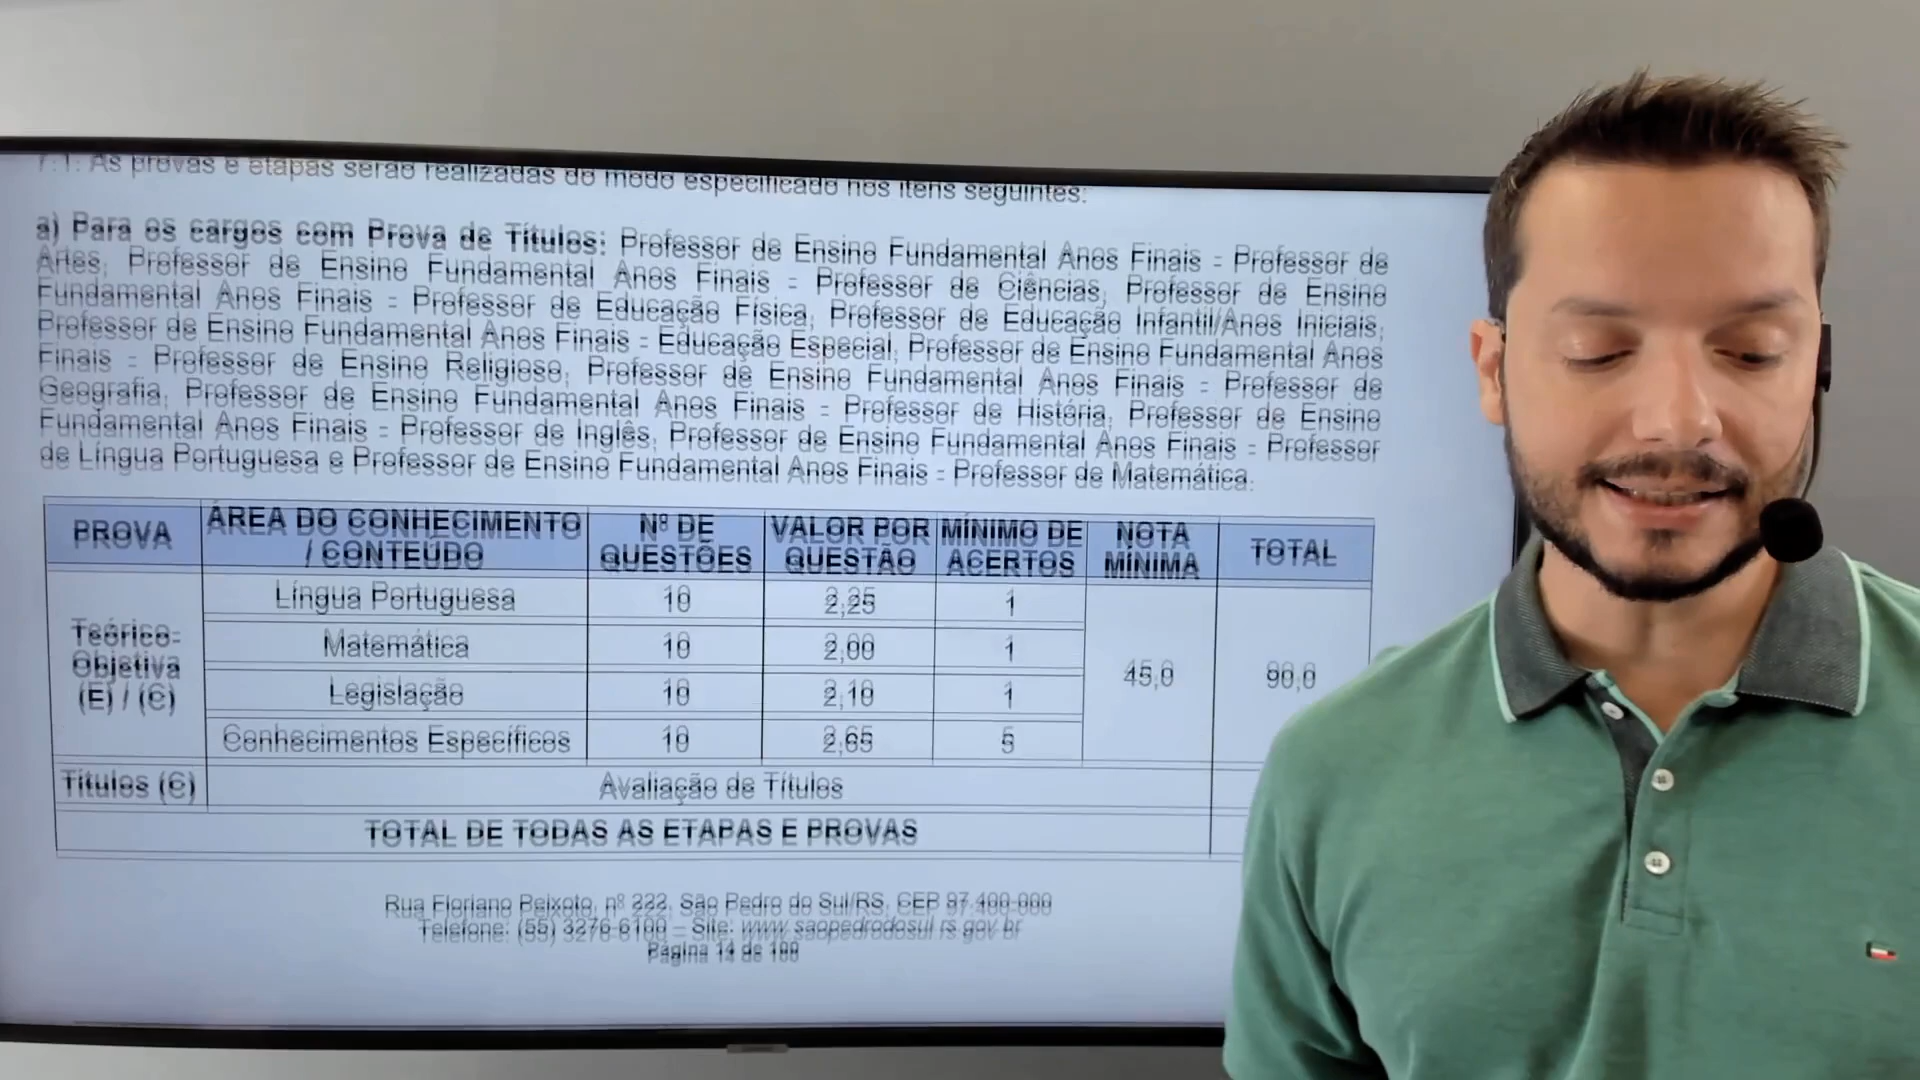 7.1. As provas e etapas serão realizadas do modo especificado nos itens seguintes:
a) Para os cargos com Prova de Títulos: Professor de Ensino Fundamental Anos Finais - Professor de
Artes, Professor de Ensino Fundamental Anos Finais - Professor de Ciências, Professor de Ensino
Fundamental Anos Finais - Professor de Educação Física, Professor de Educação Infantil/Anos Iniciais,
Professor de Ensino Fundamental Anos Finais - Educação Especial, Professor de Ensino Fundamental Anos
Finais - Professor de Ensino Religioso, Professor de Ensino Fundamental Anos Finais - Professor de
Geografia, Professor de Ensino Fundamental Anos Finais - Professor de História, Professor de Ensino
Fundamental Anos Finais - Professor de Inglês, Professor de Ensino Fundamental Anos Finais - Professor
de Língua Portuguesa e Professor de Ensino Fundamental Anos Finais - Professor de Matemática.
PROVA ÁREA DO CONHECIMENTO / CONTEÚDO Nº DE QUESTÕES VALOR POR QUESTÃO MÍNIMO DE ACERTOS NOTA MÍNIMA TOTAL
Teórico-Objetiva (E) / (C) Língua Portuguesa 10 2,25 1 45,0 90,0
Matemática 10 2,00 1
Legislação 10 2,10 1
Conhecimentos Específicos 10 2,65 5
Títulos (C) Avaliação de Títulos
TOTAL DE TODAS AS ETAPAS E PROVAS
Rua Floriano Peixoto, nº 222, São Pedro do Sul/RS, CEP 97.400-000
Telefone: (55) 3276-6100 – Site: www.saopedrodosul.rs.gov.br
Página 14 de 100